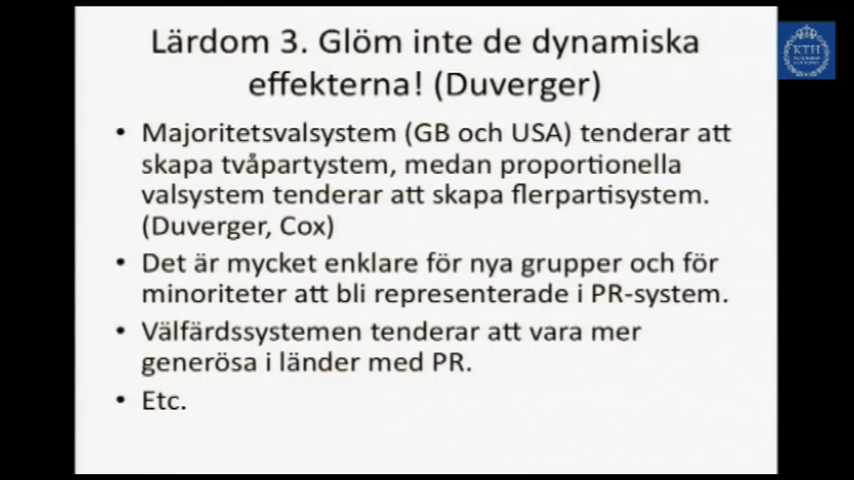 Lärdom 3. Glöm inte de dynamiska
effekterna! (Duverger)
• Majoritetsvalsystem (GB och USA) tenderar att
skapa tvåpartystem, medan proportionella
valsystem tenderar att skapa flerpartisystem.
(Duverger, Cox)
• Det är mycket enklare för nya grupper och för
minoriteter att bli representerade i PR-system.
• Välfärdssystemen tenderar att vara mer
generösa i länder med PR.
• Etc.
KTH